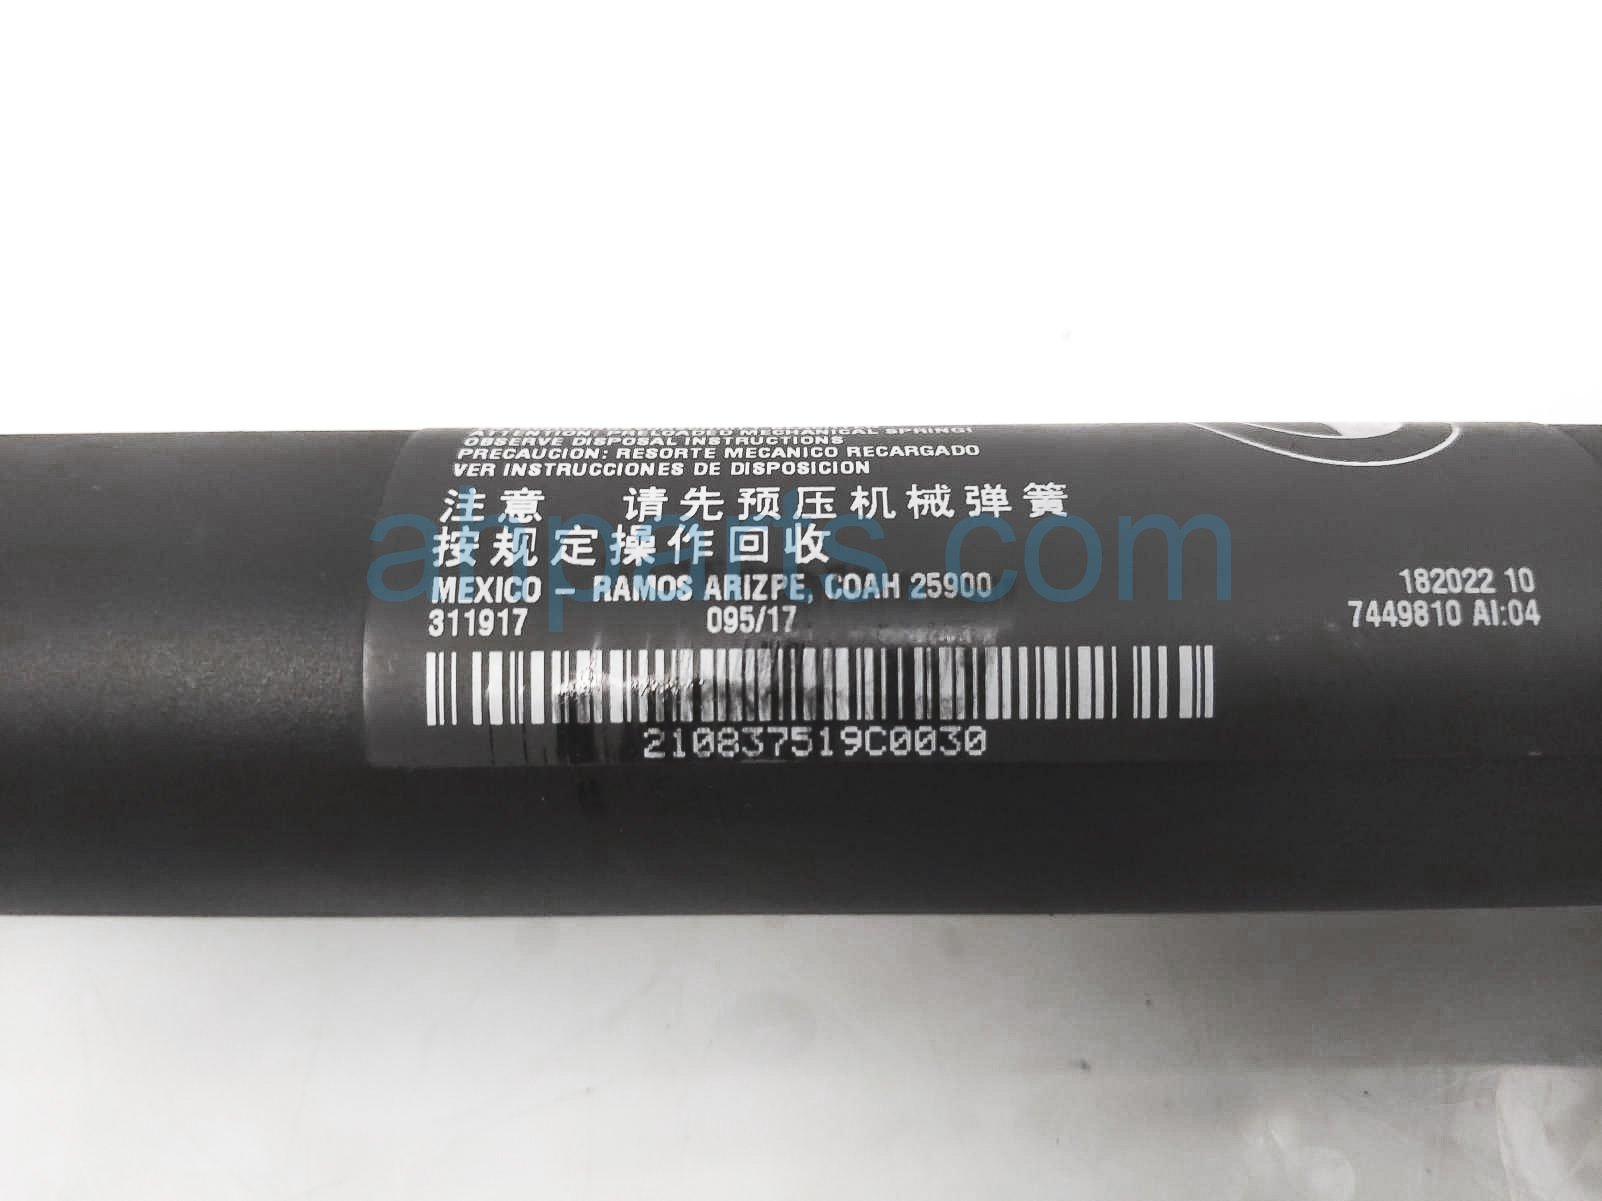 ATTENTION: PRELOADED MECHANICAL SPRING!
OBSERVE DISPOSAL INSTRUCTIONS
PRECAUCION: RESORTE MECANICO RECARGADO
VER INSTRUCCIONES DE DISPOSICION
注意 请先预压机械弹簧
按规定操作回收
MEXICO – RAMOS ARIZPE, COAH 25900
311917 095/17
182022 10
7449810 AI:04
210837519C0030